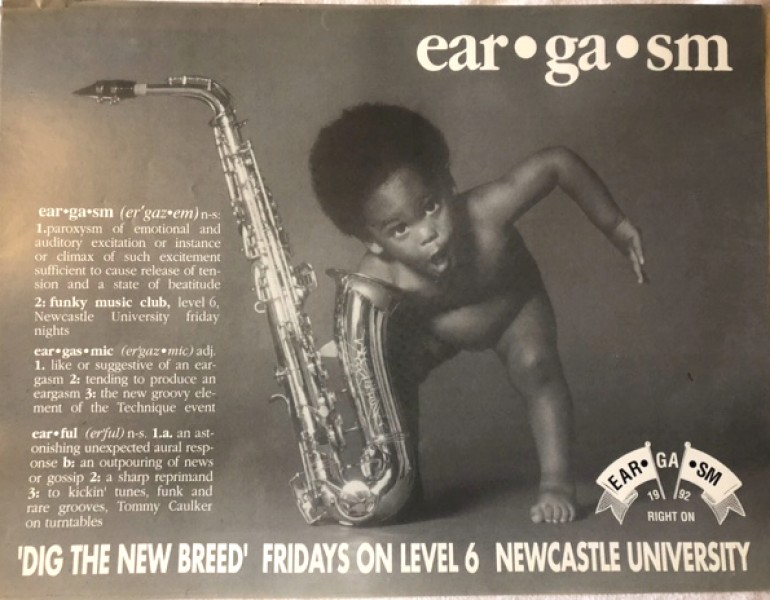 ear•ga•sm
ear•ga•sm (er'gaz•em) n-s:
1.paroxysm of emotional and
auditory excitation or instance
or climax of such excitement
sufficient to cause release of ten-
sion and a state of beatitude
2: funky music club, level 6,
Newcastle University friday
nights
ear•gas•mic (er'gaz•mic) adj.
1. like or suggestive of an ear-
gasm 2: tending to produce an
eargasm 3: the new groovy ele-
ment of the Technique event
ear•ful (er'ful) n-s. 1.a. an ast-
onishing unexpected aural resp-
onse b: an outpouring of news
or gossip 2: a sharp reprimand
3: to kickin' tunes, funk and
rare grooves, Tommy Caulker
on turntables
EAR• GA •SM
19 92
RIGHT ON
'DIG THE NEW BREED' FRIDAYS ON LEVEL 6 NEWCASTLE UNIVERSITY